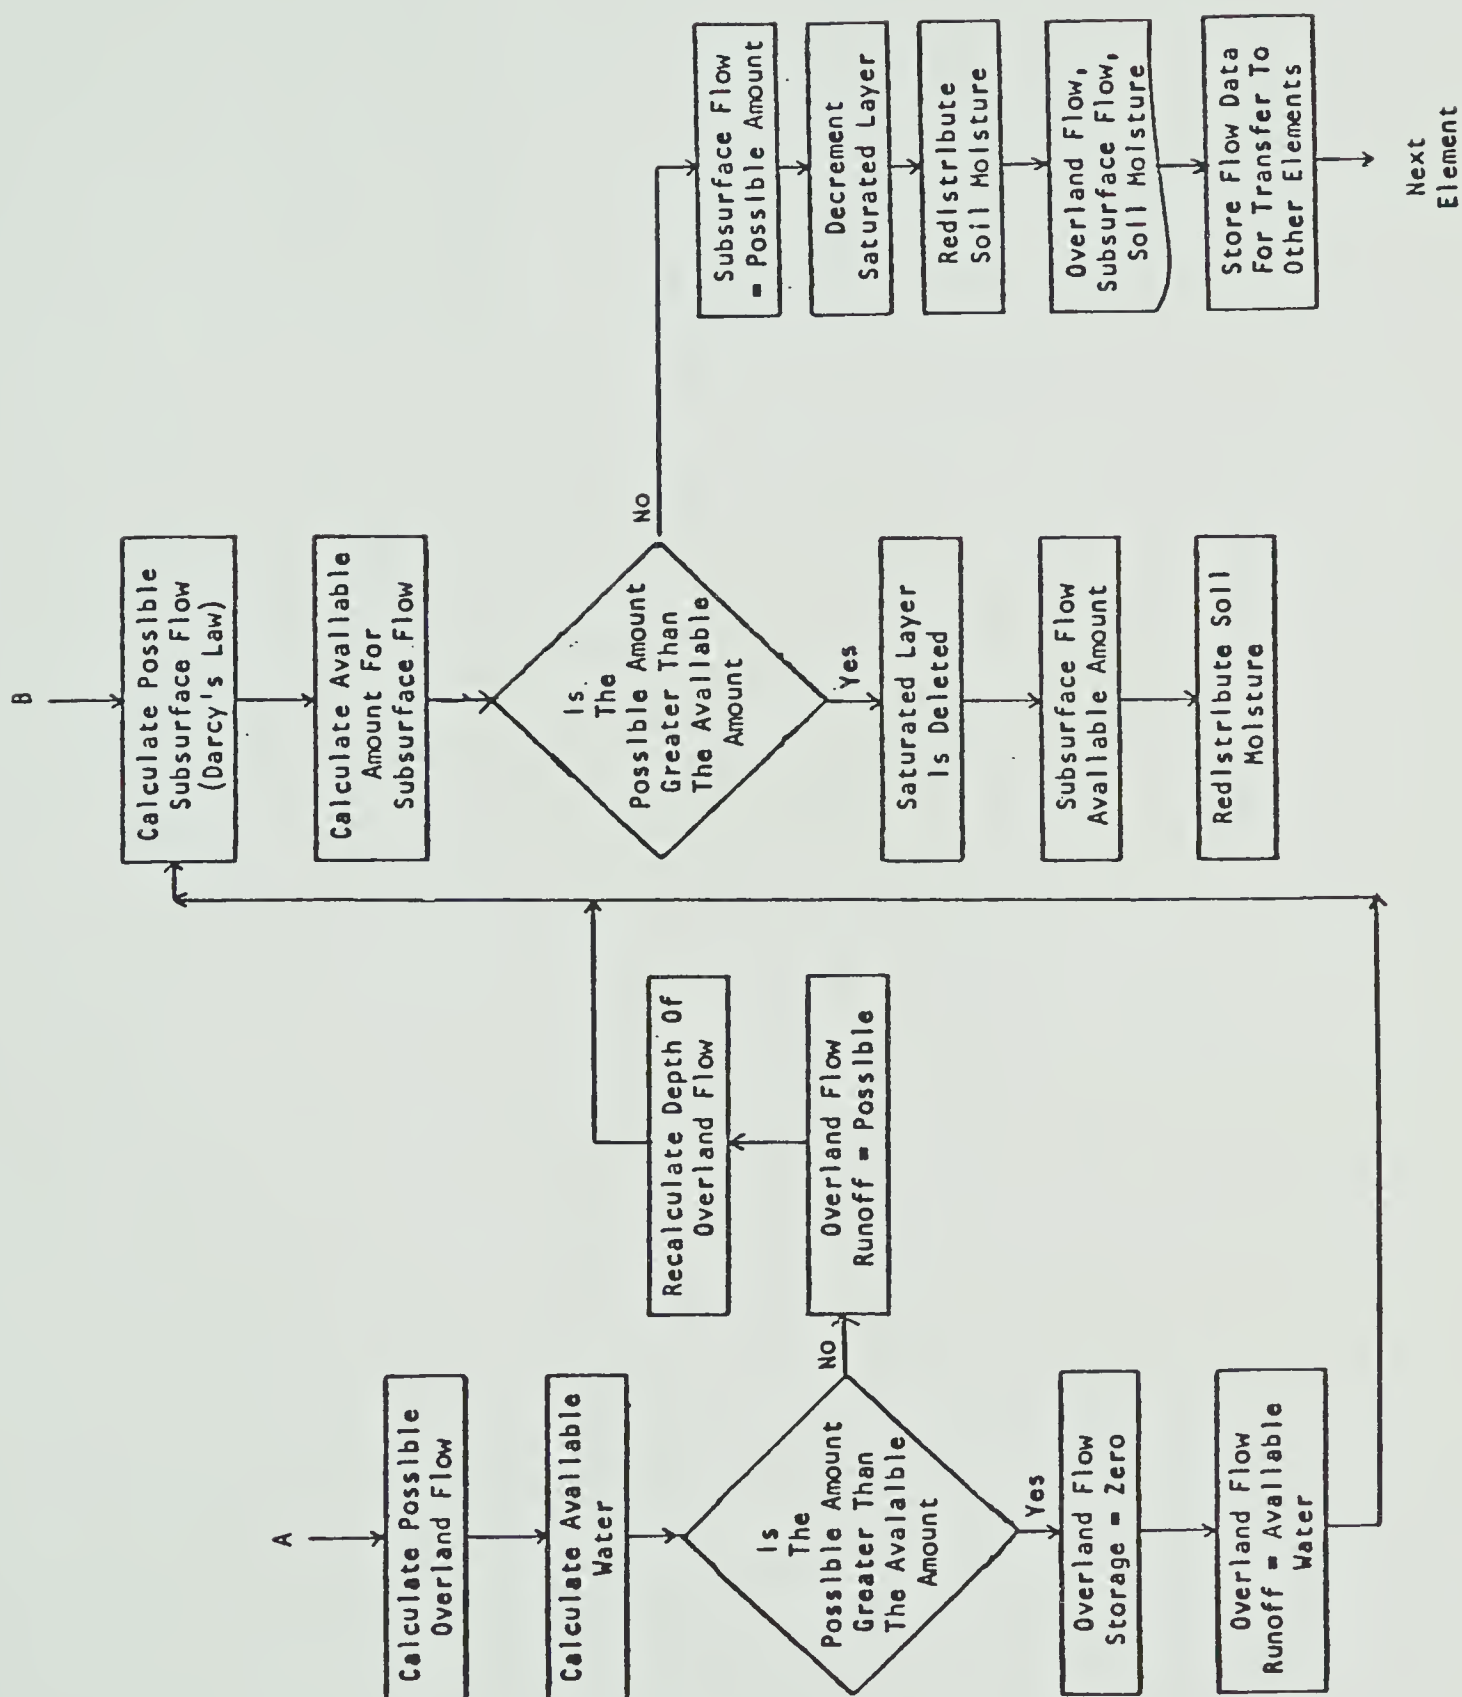 A
Calculate Possible
Overland Flow
Calculate Available
Water
Is
The
Possible Amount
Greater Than
The Avalalble
Amount
No
Yes
Overland Flow
Storage = Zero
Overland Flow
Runoff = Available
Water
Overland Flow
Runoff = Possible
Recalculate Depth Of
Overland Flow
B
Calculate Possible
Subsurface Flow
(Darcy's Law)
Calculate Available
Amount For
Subsurface Flow
Is
The
Possible Amount
Greater Than
The Available
Amount
No
Yes
Saturated Layer
Is Deleted
Subsurface Flow
Available Amount
Redistribute Soil
Moisture
Subsurface Flow
= Possible Amount
Decrement
Saturated Layer
Redistribute
Soil Moisture
Overland Flow,
Subsurface Flow,
Soil Moisture
Store Flow Data
For Transfer To
Other Elements
Next
Element